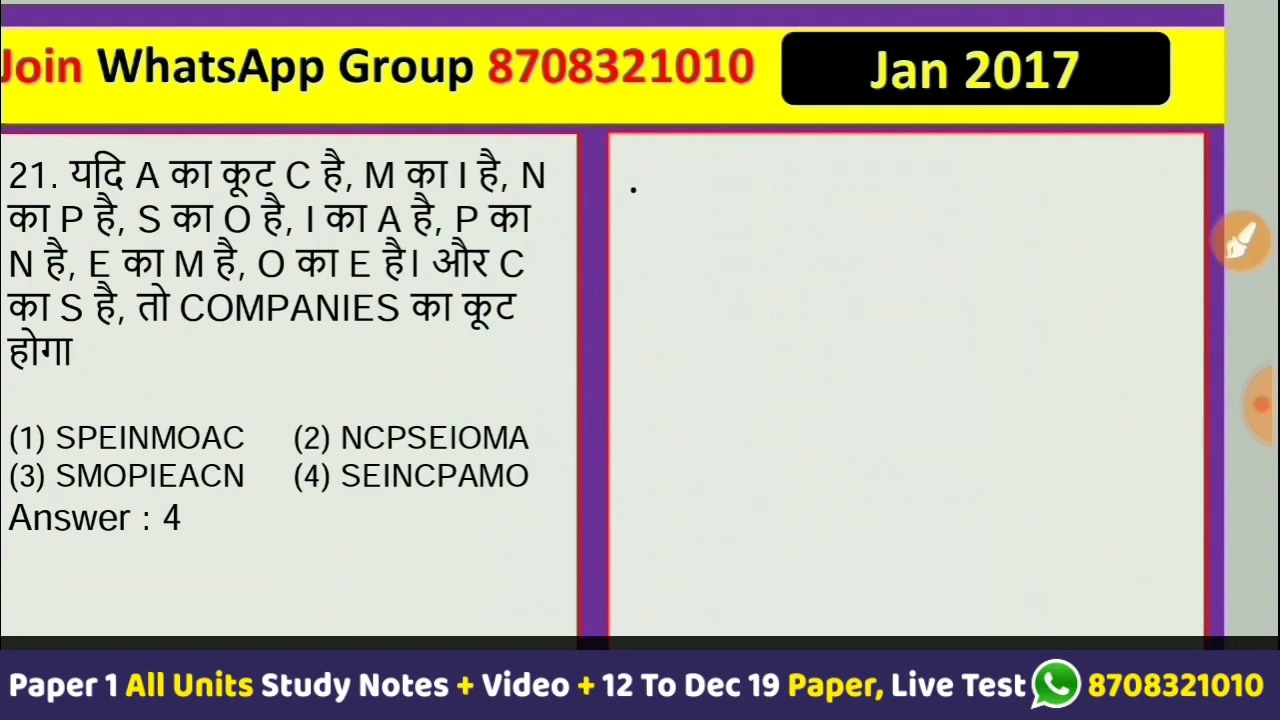 Join WhatsApp Group 8708321010
Jan 2017
21. यदि A का कूट C है, M का I है, N
का P है, S का O है, I का A है, P का
N है, E का M है, O का E है। और C
का S है, तो COMPANIES का कूट
होगा
(1) SPEINMOAC (2) NCPSEIOMA
(3) SMOPIEACN (4) SEINCPAMO
Answer : 4
Paper 1 All Units Study Notes + Video + 12 To Dec 19 Paper, Live Test 8708321010